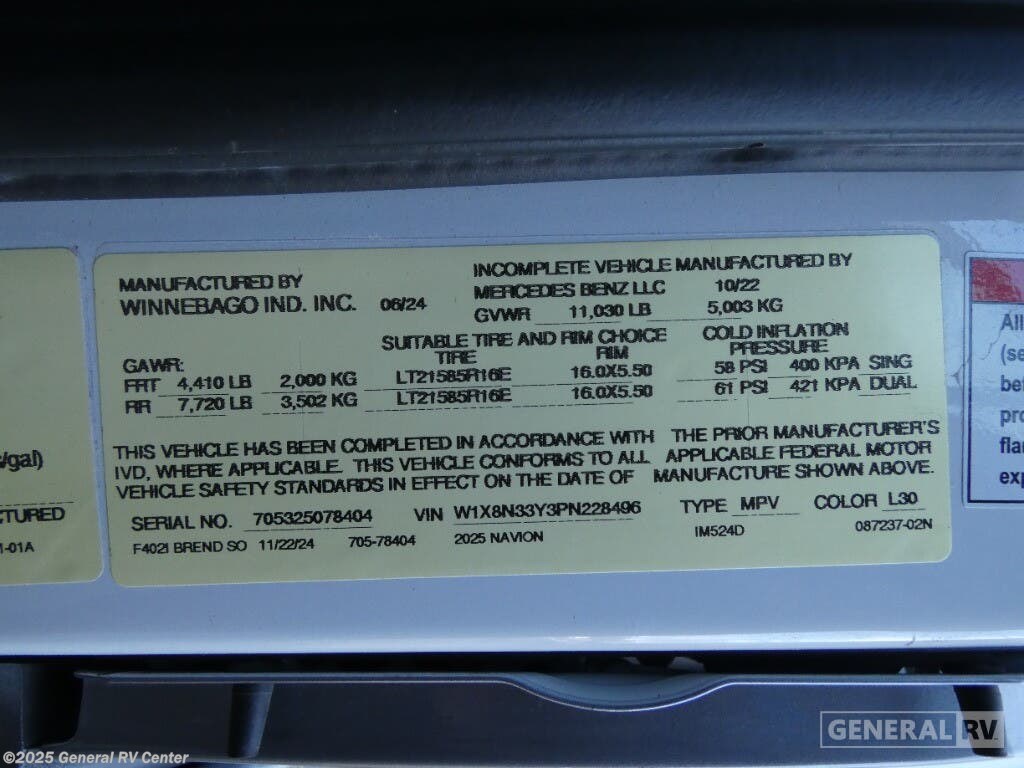 MANUFACTURED BY
WINNEBAGO IND. INC. 06/24
INCOMPLETE VEHICLE MANUFACTURED BY
MERCEDES BENZ LLC 10/22
GVWR 11,030 LB 5,003 KG
SUITABLE TIRE AND RIM CHOICE COLD INFLATION
GAWR: TIRE RIM PRESSURE
FRT 4,410 LB 2,000 KG LT21585R16E 16.0X5.50 58 PSI 400 KPA SING
RR 7,720 LB 3,502 KG LT21585R16E 16.0X5.50 61 PSI 421 KPA DUAL
THIS VEHICLE HAS BEEN COMPLETED IN ACCORDANCE WITH THE PRIOR MANUFACTURER'S
IVD, WHERE APPLICABLE. THIS VEHICLE CONFORMS TO ALL APPLICABLE FEDERAL MOTOR
VEHICLE SAFETY STANDARDS IN EFFECT ON THE DATE OF MANUFACTURE SHOWN ABOVE.
SERIAL NO. 705325078404 VIN W1X8N33Y3PN228496 TYPE MPV COLOR L30
F4021 BREND SO 11/22/24 705-78404 2025 NAVION IM524D 087237-02N
/gal)
CTURED
1-01A
All
(se
bef
pro
fla
exp
GENERAL RV
©2025 General RV Center